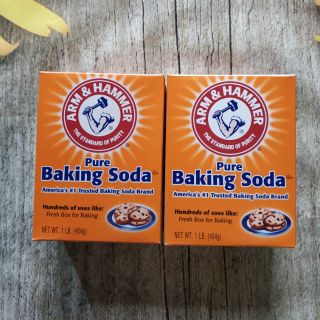 ARM & HAMMER
THE STANDARD OF PURITY
Pure
Baking Soda
America's #1 Trusted Baking Soda Brand
Hundreds of uses like:
Fresh Box for Baking
NET WT. 1 LB. (454g)
ARM & HAMMER
THE STANDARD OF PURITY
Pure
Baking Soda
America's #1 Trusted Baking Soda Brand
Hundreds of uses like:
Fresh Box for Baking
NET WT. 1 LB. (454g)